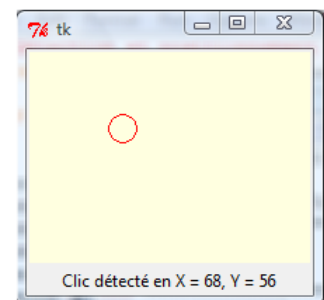 tk
Clic détecté en X = 68, Y = 56